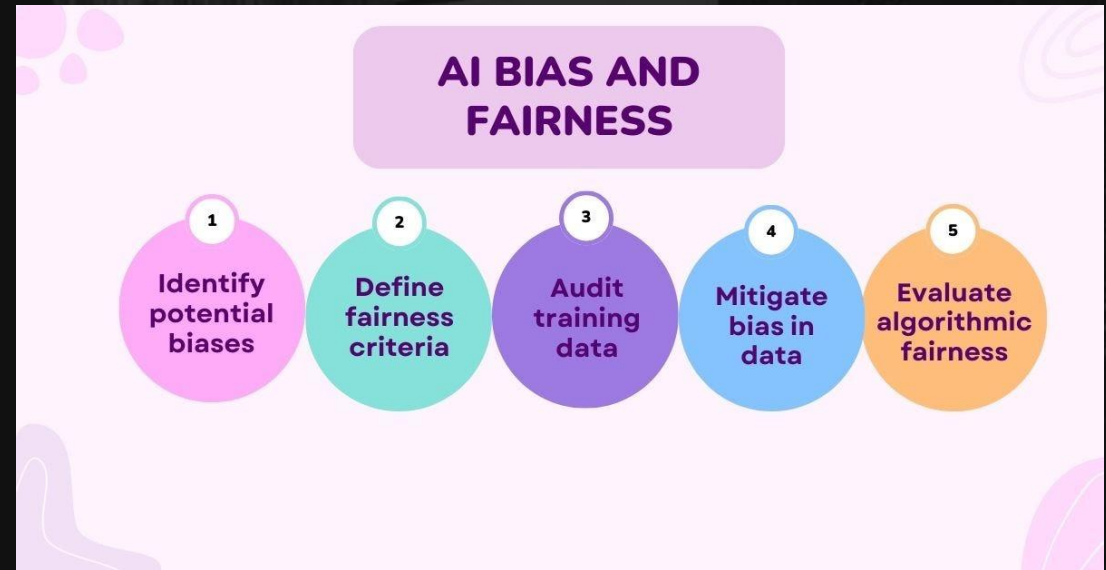 AI BIAS AND
FAIRNESS
1
Identify
potential
biases
2
Define
fairness
criteria
3
Audit
training
data
4
Mitigate
bias in
data
5
Evaluate
algorithmic
fairness